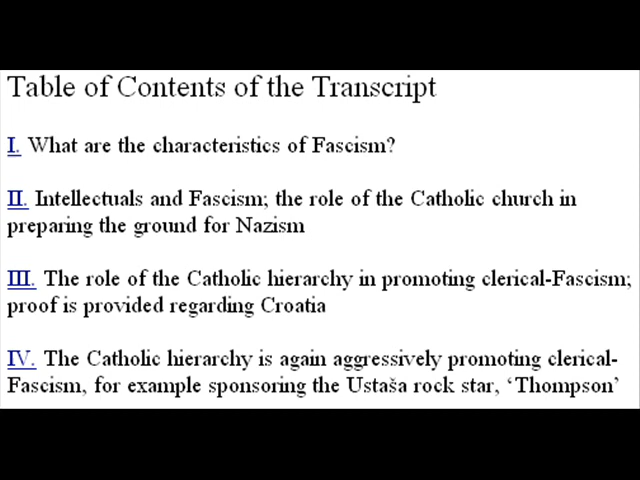 Table of Contents of the Transcript
I. What are the characteristics of Fascism?
II. Intellectuals and Fascism; the role of the Catholic church in
preparing the ground for Nazism
III. The role of the Catholic hierarchy in promoting clerical-Fascism;
proof is provided regarding Croatia
IV. The Catholic hierarchy is again aggressively promoting clerical-
Fascism, for example sponsoring the Ustaša rock star, ‘Thompson’